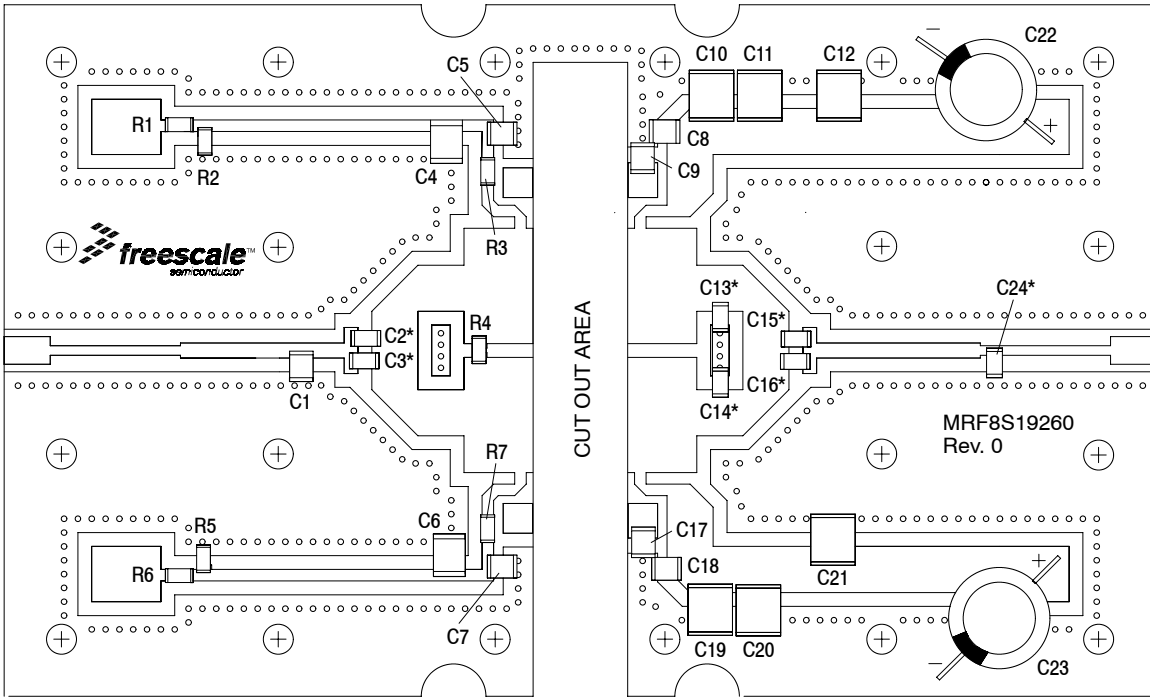 C10 C11 C12 C22
C5
R1
R2
C4
C8
C9
R3
freescale™
semiconductor
C13*
C24*
C2*
R4
C15*
C3*
C16*
C1
C14*
CUT OUT AREA
MRF8S19260
Rev. 0
R7
R5
C6
C17
R6
C18
C21
C7
C19 C20
C23